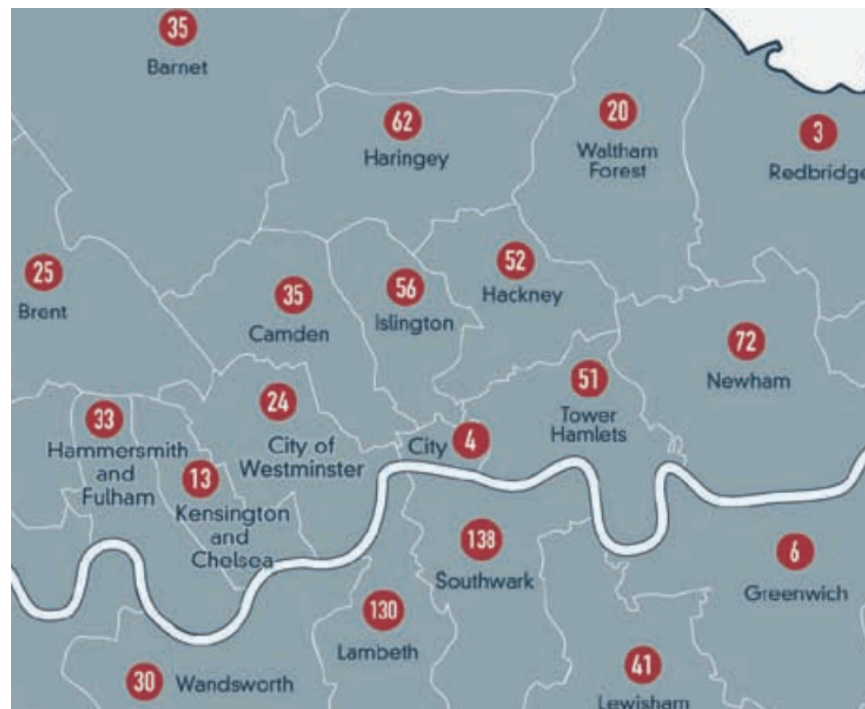 35
Barnet
62
Haringey
20
Waltham
Forest
3
Redbridge
25
Brent
35
Camden
56
Islington
52
Hackney
72
Newham
33
Hammersmith
and
Fulham
13
Kensington
and
Chelsea
24
City of
Westminster
City 4
51
Tower
Hamlets
138
Southwark
6
Greenwich
130
Lambeth
30 Wandsworth
41
Lewisham